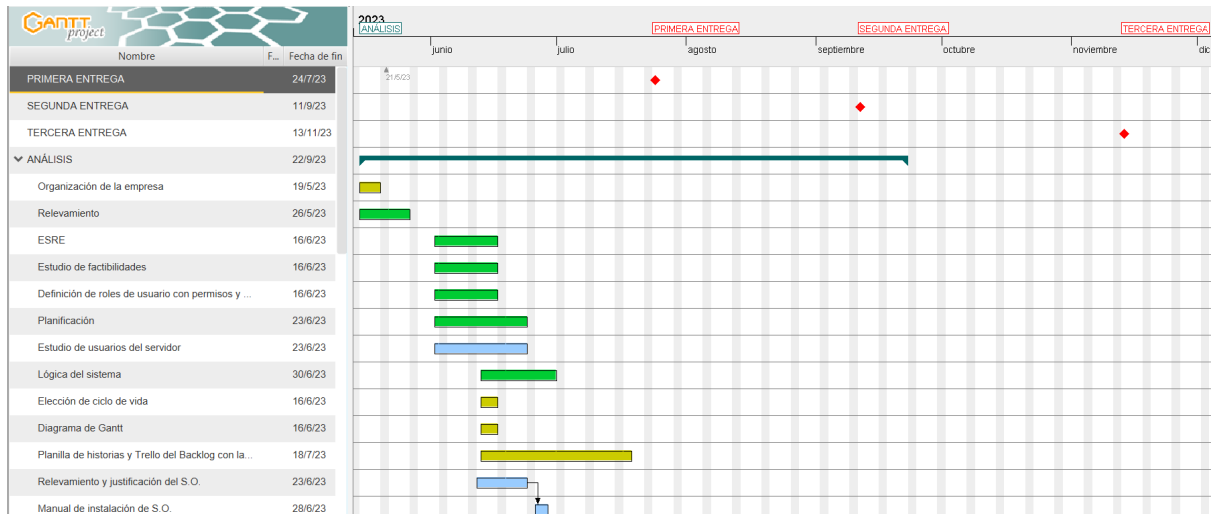 GANTT
project
2023
ANÁLISIS
PRIMERA ENTREGA
SEGUNDA ENTREGA
TERCERA ENTREGA
junio julio agosto septiembre octubre noviembre dic
Nombre F... Fecha de fin
PRIMERA ENTREGA 24/7/23
21/5/23
SEGUNDA ENTREGA 11/9/23
TERCERA ENTREGA 13/11/23
ANÁLISIS 22/9/23
Organización de la empresa 19/5/23
Relevamiento 26/5/23
ESRE 16/6/23
Estudio de factibilidades 16/6/23
Definición de roles de usuario con permisos y ... 16/6/23
Planificación 23/6/23
Estudio de usuarios del servidor 23/6/23
Lógica del sistema 30/6/23
Elección de ciclo de vida 16/6/23
Diagrama de Gantt 16/6/23
Planilla de historias y Trello del Backlog con la... 18/7/23
Relevamiento y justificación del S.O. 23/6/23
Manual de instalación de S.O. 28/6/23